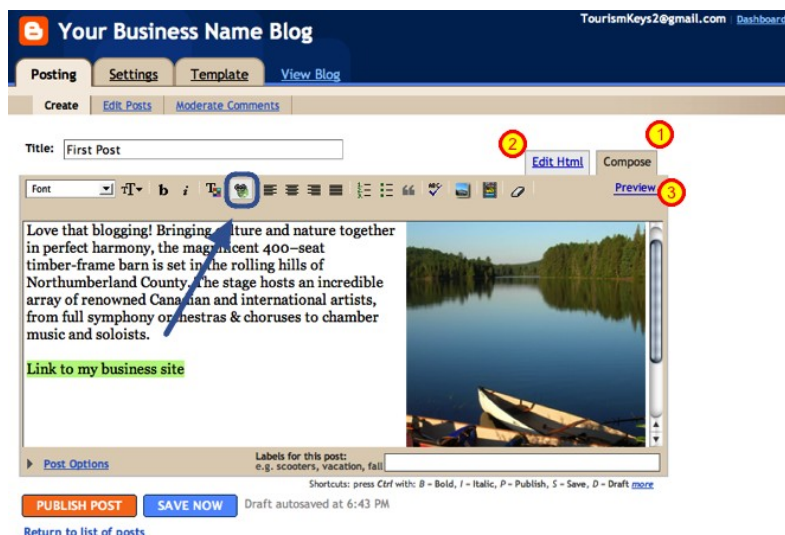 TourismKeys2@gmail.com | Dashboard
Your Business Name Blog
Posting Settings Template View Blog
Create Edit Posts Moderate Comments
1
2
Title: First Post
Edit Html Compose
Font T b i T ABC Preview 3
Love that blogging! Bringing culture and nature together
in perfect harmony, the magnificent 400-seat
timber-frame barn is set in the rolling hills of
Northumberland County. The stage hosts an incredible
array of renowned Canadian and international artists,
from full symphony orchestras & choruses to chamber
music and soloists.
Link to my business site
Post Options
Labels for this post:
e.g. scooters, vacation, fall
Shortcuts: press Ctrl with: B = Bold, I = Italic, P = Publish, S = Save, D = Draft more
PUBLISH POST SAVE NOW Draft autosaved at 6:43 PM
Return to list of posts